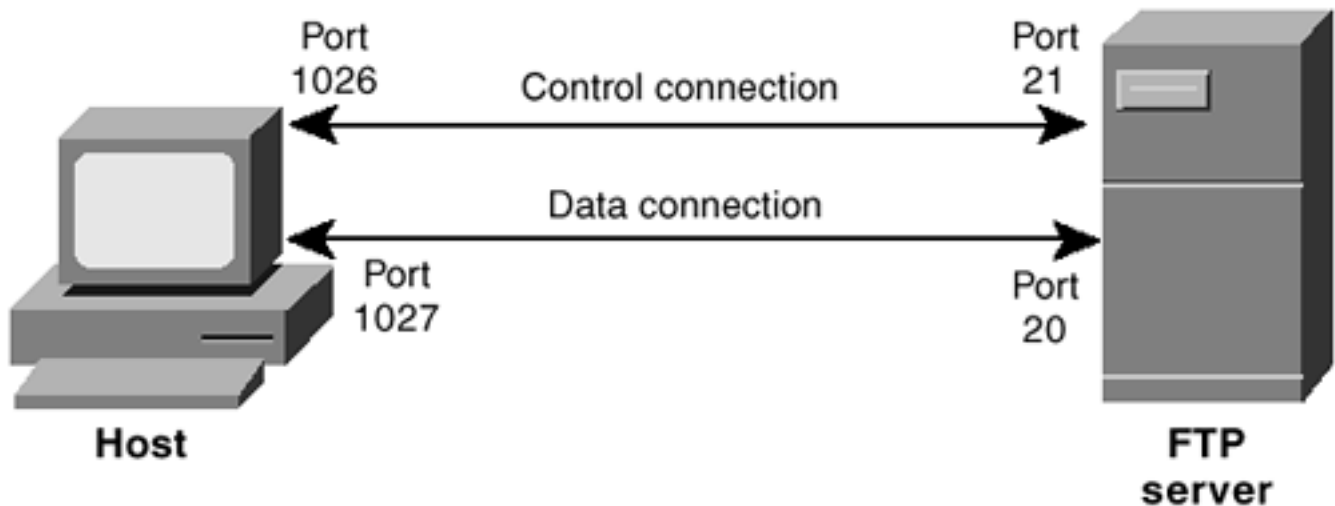 Port
1026
Control connection
Port
21
Data connection
Port
1027
Port
20
Host
FTP
server